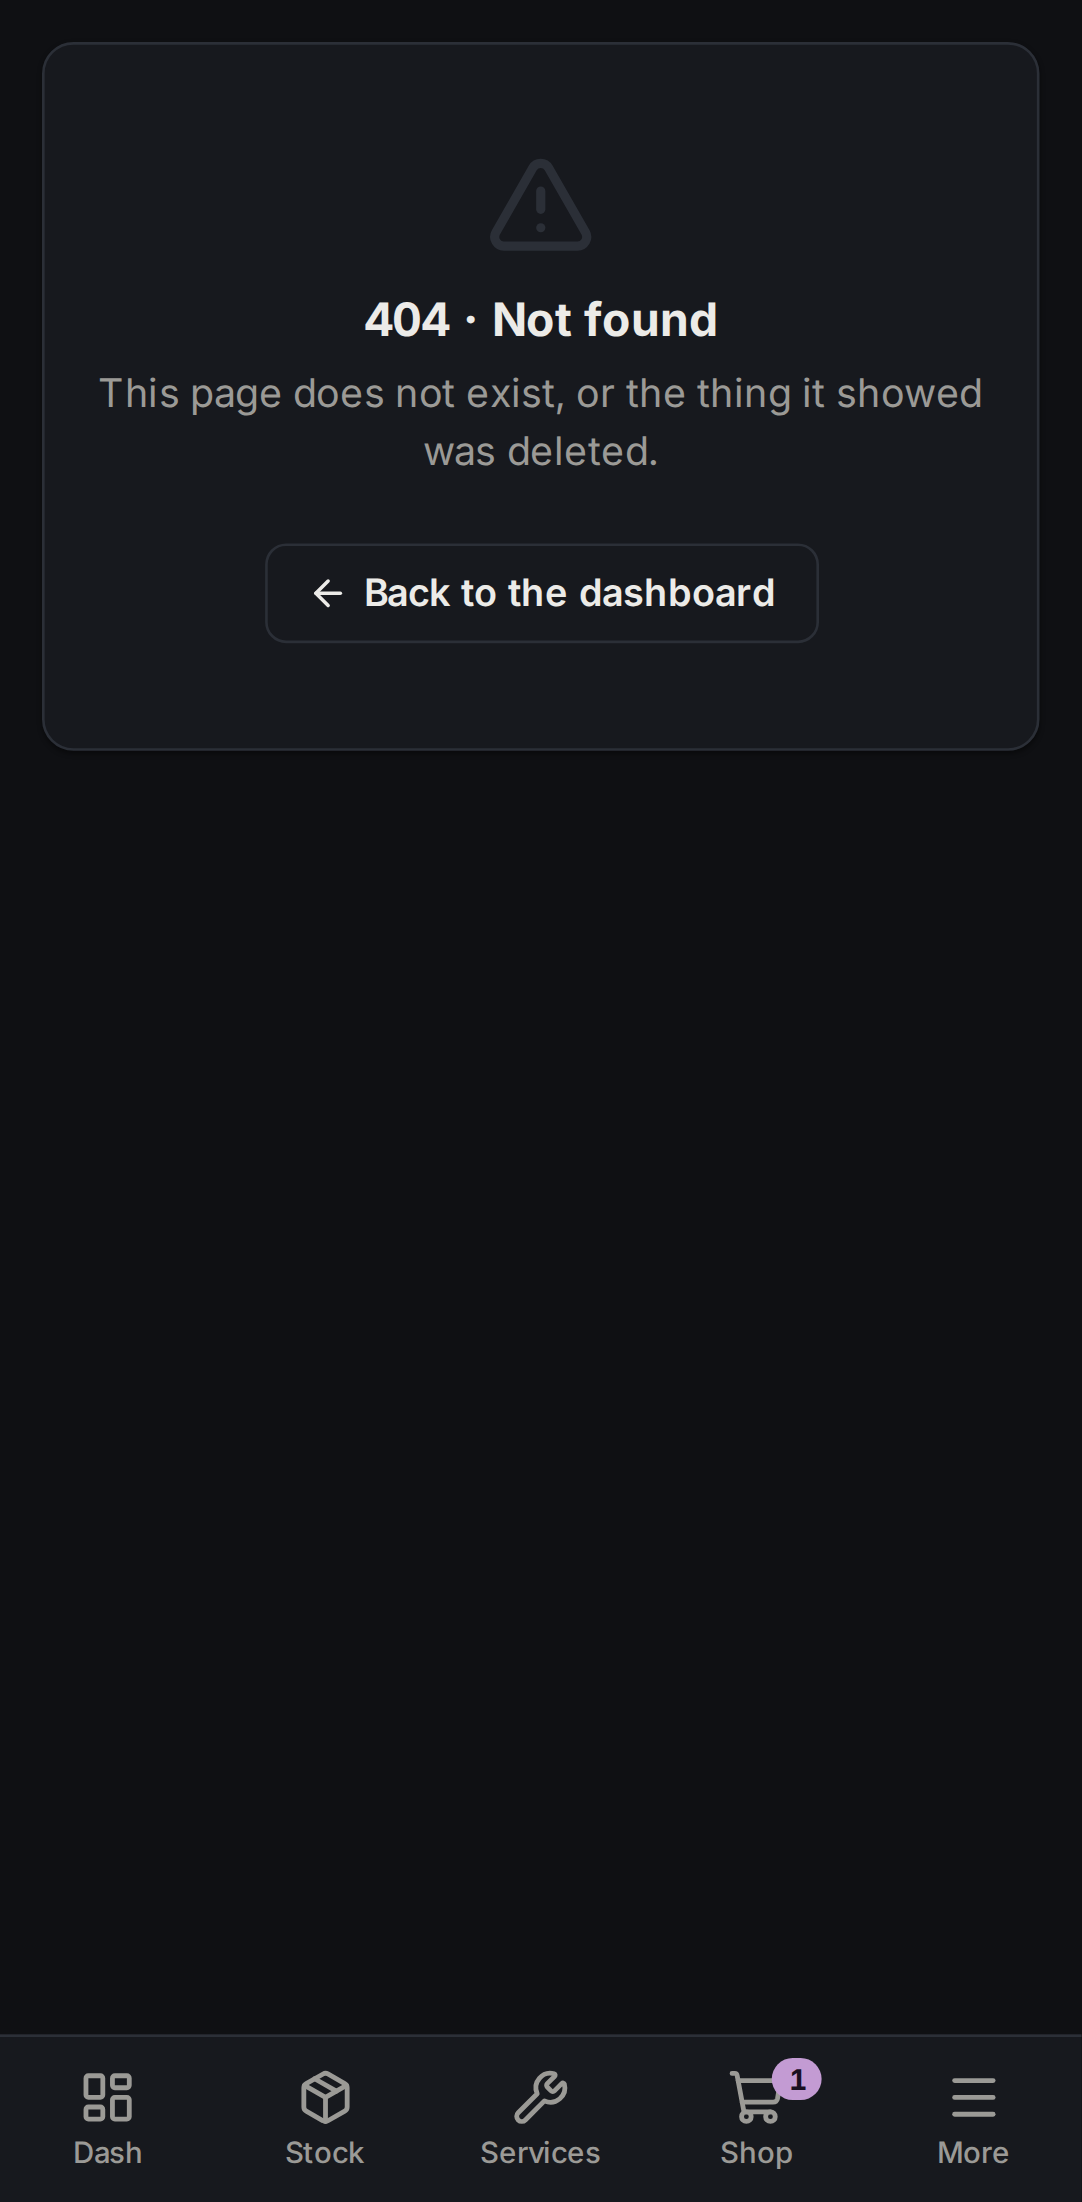 404 · Not found
This page does not exist, or the thing it showed
was deleted.
Back to the dashboard
1
Dash
Stock
Services
Shop
More